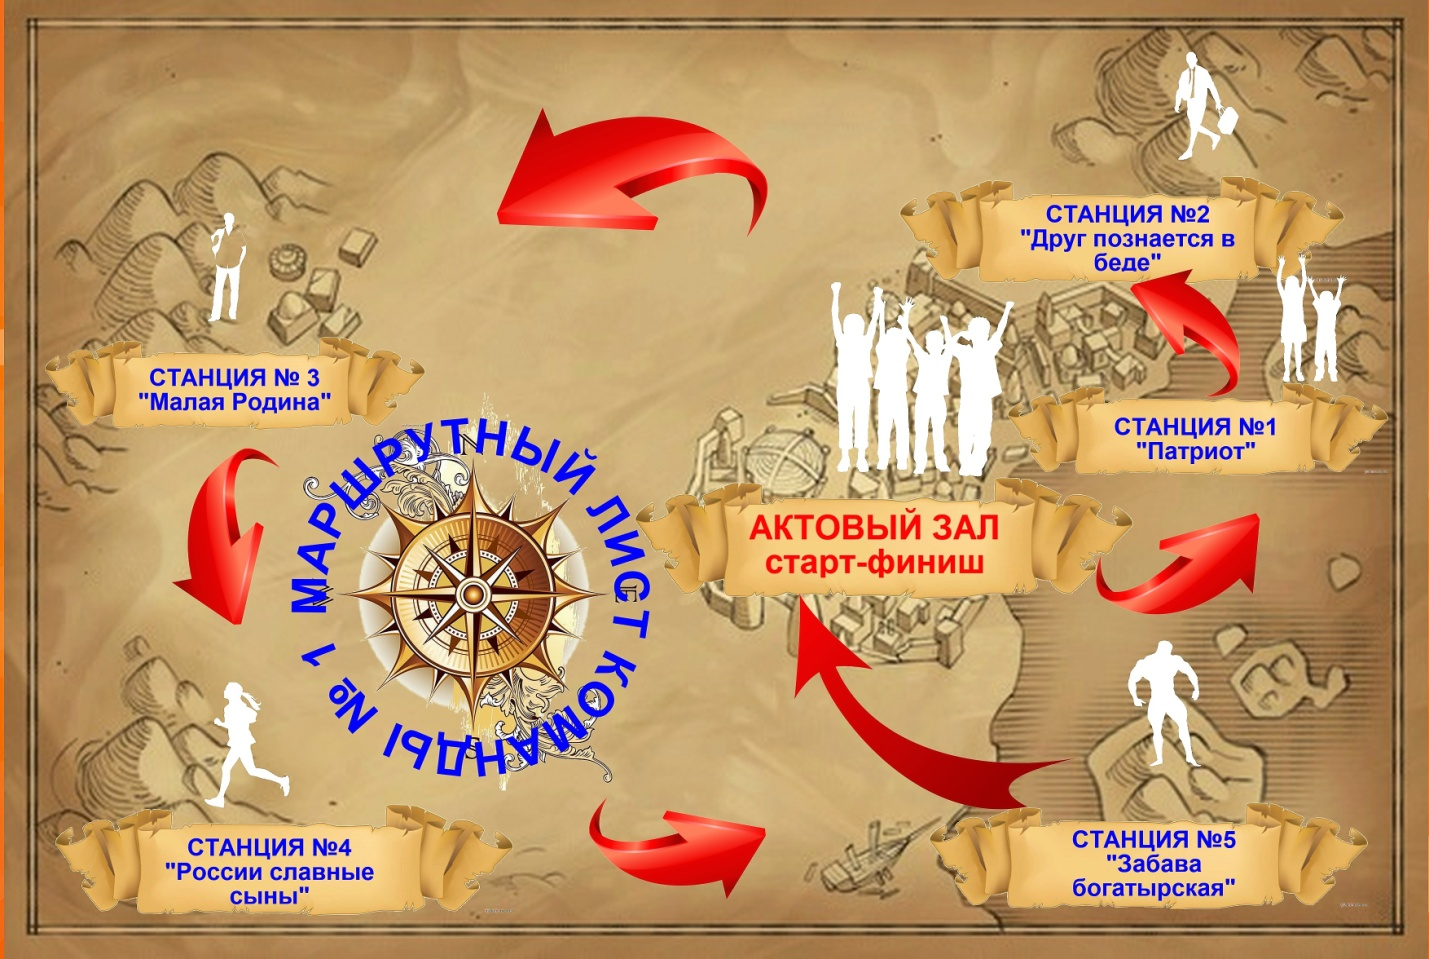 СТАНЦИЯ №2
"Друг познается в
беде"
СТАНЦИЯ № 3
"Малая Родина"
СТАНЦИЯ №1
"Патриот"
МАРШРУТНЫЙ ЛИСТ КОМАНДЫ № 1
АКТОВЫЙ ЗАЛ
старт-финиш
СТАНЦИЯ №4
"России славные
сыны"
СТАНЦИЯ №5
"Забава
богатырская"